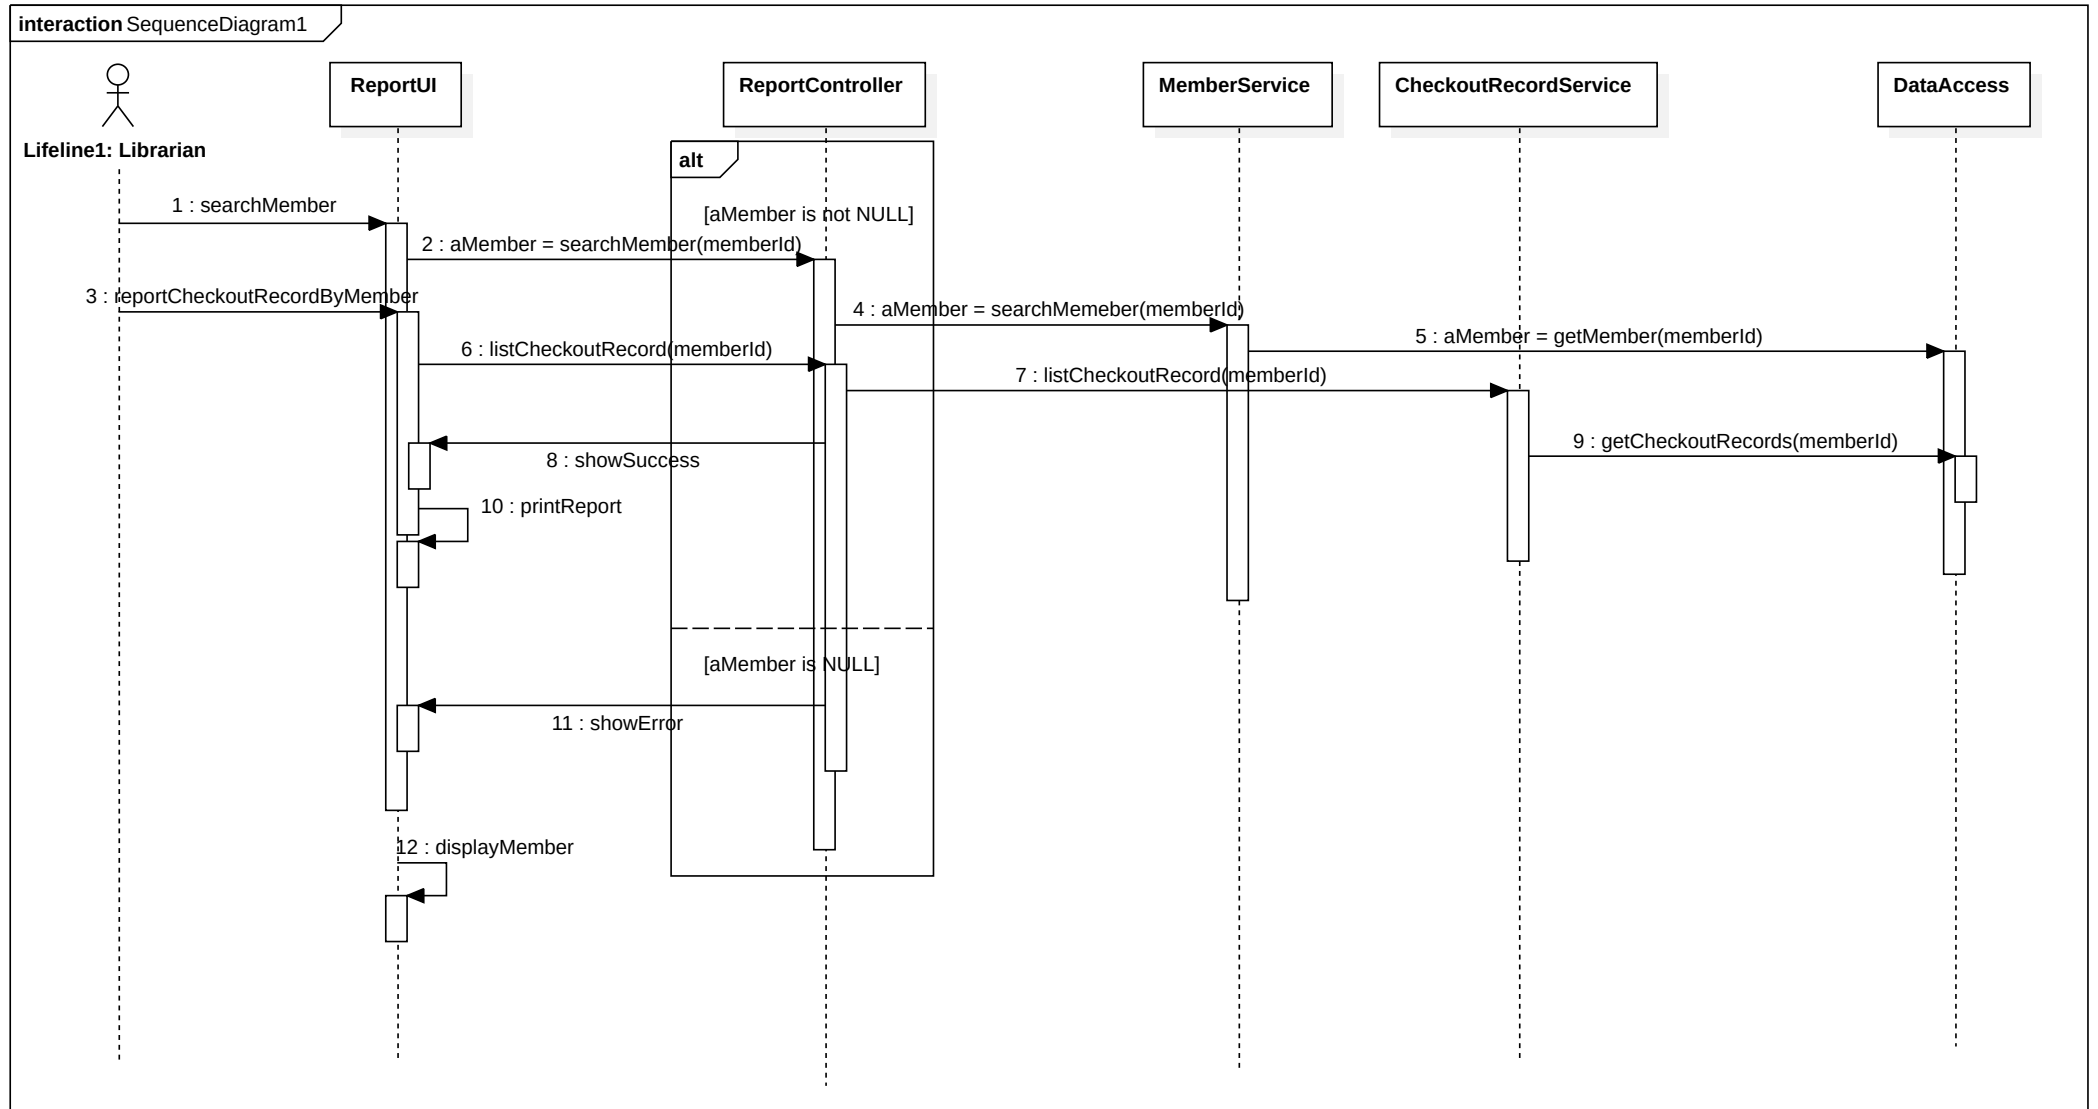 interaction SequenceDiagram1
ReportUI
ReportController
MemberService
CheckoutRecordService
DataAccess
Lifeline1: Librarian
alt
1 : searchMember
[aMember is not NULL]
2 : aMember = searchMember(memberId)
3 : reportCheckoutRecordByMember
4 : aMember = searchMemeber(memberId)
5 : aMember = getMember(memberId)
6 : listCheckoutRecord(memberId)
7 : listCheckoutRecord(memberId)
8 : showSuccess
9 : getCheckoutRecords(memberId)
10 : printReport
[aMember is NULL]
11 : showError
12 : displayMember